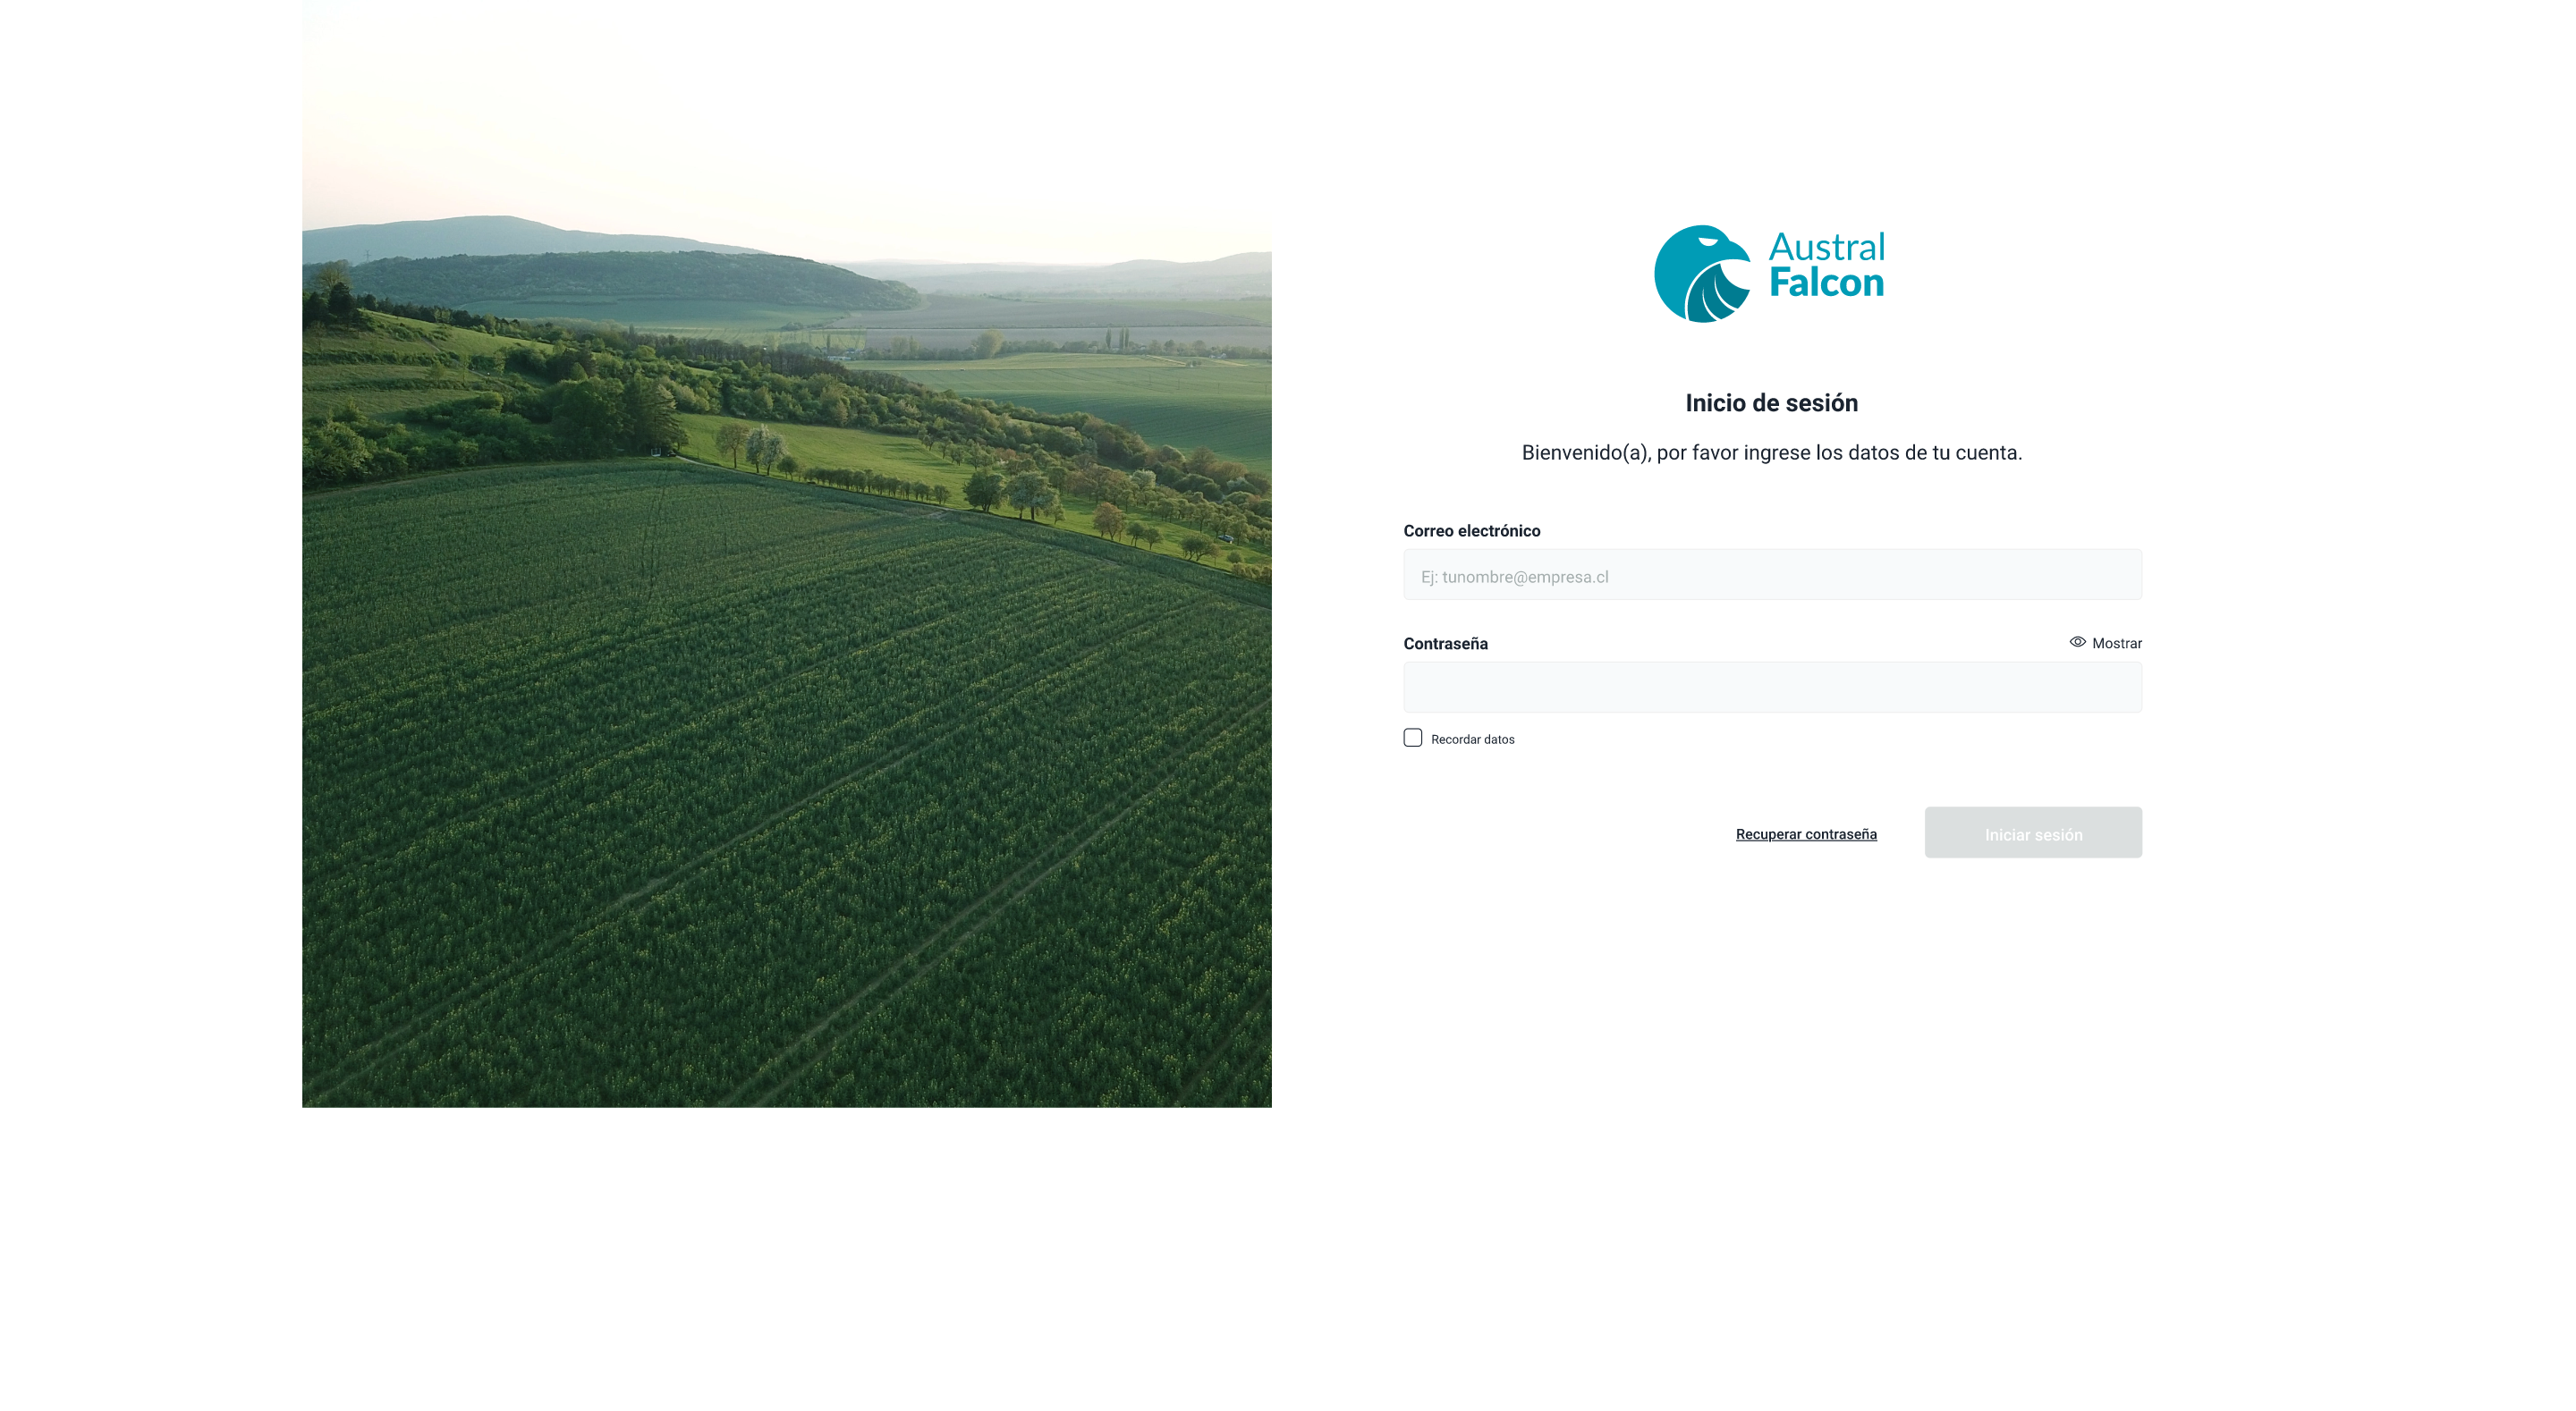 Austral
Falcon
Inicio de sesión
Bienvenido(a), por favor ingrese los datos de tu cuenta.
Correo electrónico
Ej: tunombre@empresa.cl
Contraseña
Mostrar
Recordar datos
Recuperar contraseña
Iniciar sesión